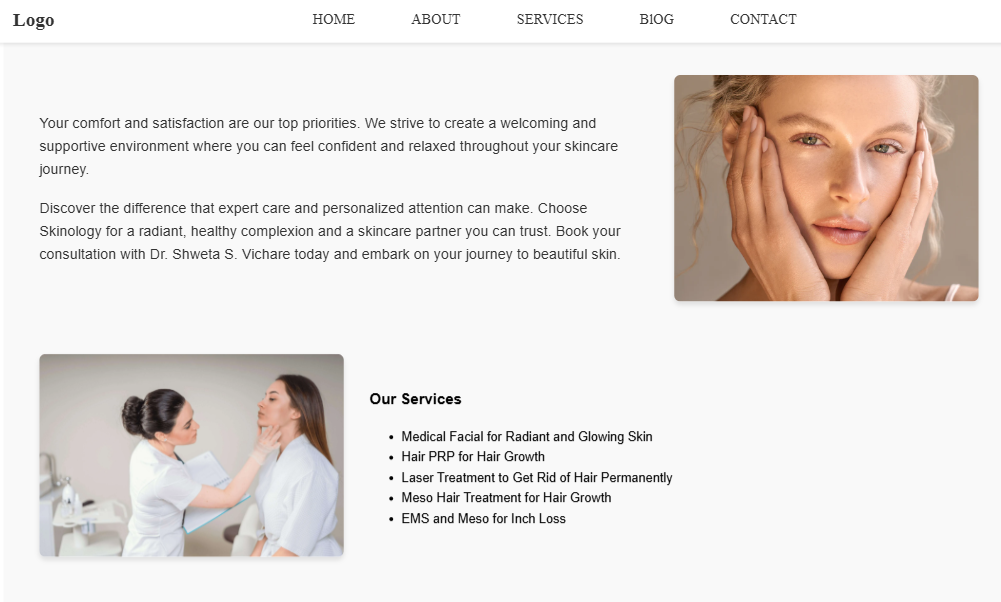 Logo
HOME ABOUT SERVICES BlOG CONTACT
Your comfort and satisfaction are our top priorities. We strive to create a welcoming and
supportive environment where you can feel confident and relaxed throughout your skincare
journey.
Discover the difference that expert care and personalized attention can make. Choose
Skinology for a radiant, healthy complexion and a skincare partner you can trust. Book your
consultation with Dr. Shweta S. Vichare today and embark on your journey to beautiful skin.
Our Services
• Medical Facial for Radiant and Glowing Skin
• Hair PRP for Hair Growth
• Laser Treatment to Get Rid of Hair Permanently
• Meso Hair Treatment for Hair Growth
• EMS and Meso for Inch Loss